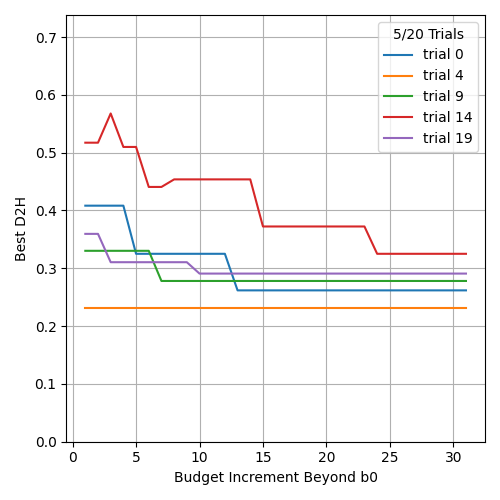 5/20 Trials
trial 0
trial 4
trial 9
trial 14
trial 19
Best D2H
0.7
0.6
0.5
0.4
0.3
0.2
0.1
0.0
0 5 10 15 20 25 30
Budget Increment Beyond b0